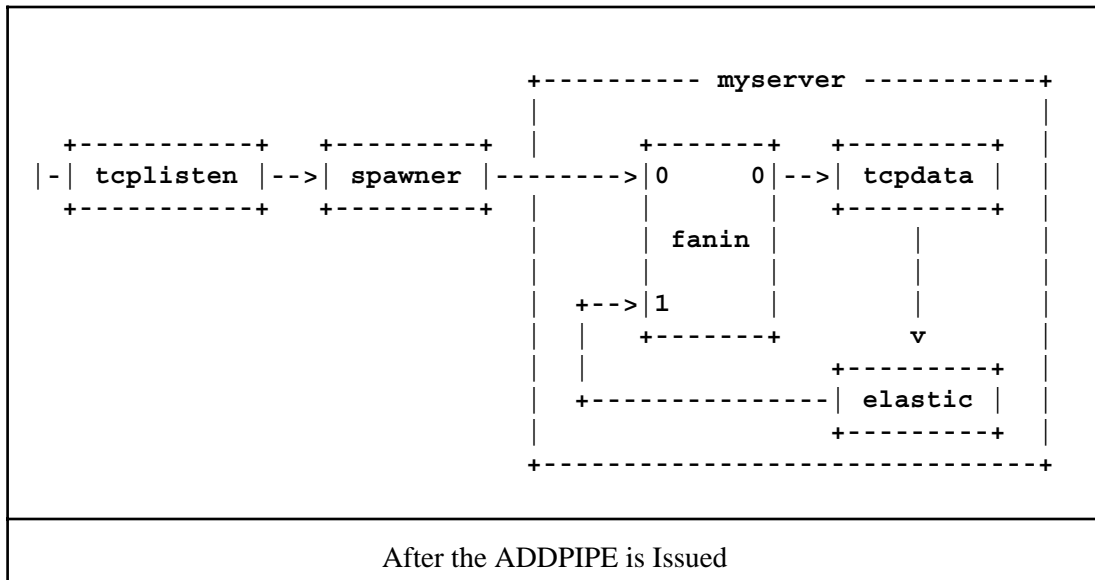 +---------- myserver -----------+
|                               |
+-----------+   +---------+  |      +-------+   +---------+  |
|-| tcplisten |-->| spawner |-------->|0     0|-->| tcpdata |  |
+-----------+   +---------+  |      |       |   +---------+  |
|      | fanin |        |       |
|      |       |        |       |
|  +-->|1      |        |       |
|  |   +-------+        v       |
|  |               +---------+  |
|  +---------------| elastic |  |
|                  +---------+  |
+-------------------------------+
After the ADDPIPE is Issued